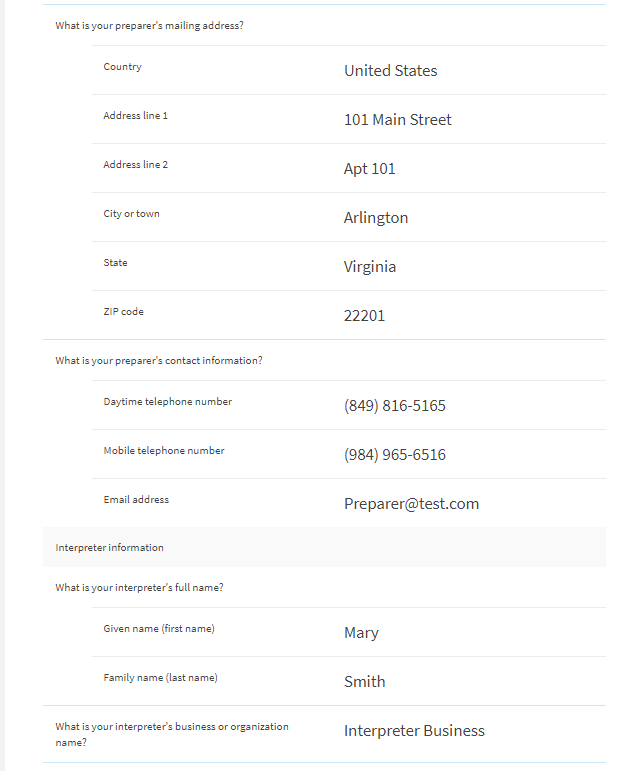 What is your preparer's mailing address?
Country
United States
Address line 1
101 Main Street
Address line 2
Apt 101
City or town
Arlington
State
Virginia
ZIP code
22201
What is your preparer's contact information?
Daytime telephone number
(849) 816-5165
Mobile telephone number
(984) 965-6516
Email address
Preparer@test.com
Interpreter information
What is your interpreter's full name?
Given name (first name)
Mary
Family name (last name)
Smith
What is your interpreter's business or organization
name?
Interpreter Business